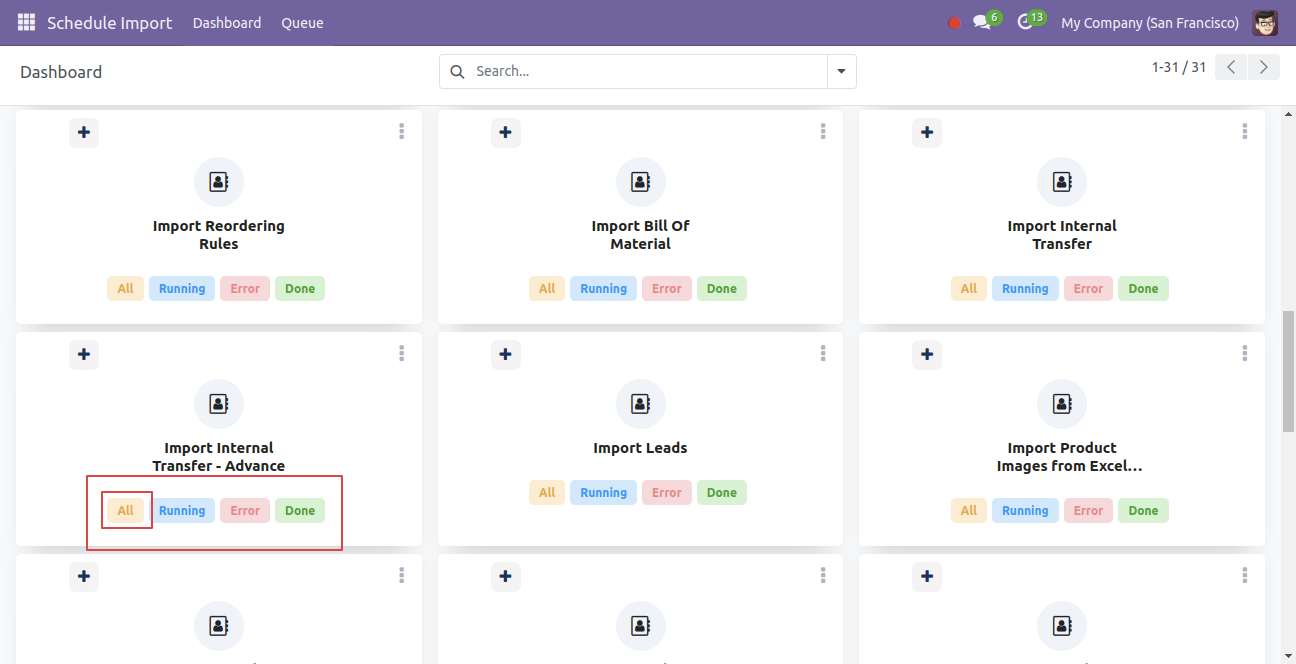 Schedule Import Dashboard Queue 6 13 My Company (San Francisco)
Dashboard Search... 1-31 / 31
Import Reordering
Rules
All Running Error Done
Import Bill Of
Material
All Running Error Done
Import Internal
Transfer
All Running Error Done
Import Internal
Transfer - Advance
All Running Error Done
Import Leads
All Running Error Done
Import Product
Images from Excel...
All Running Error Done